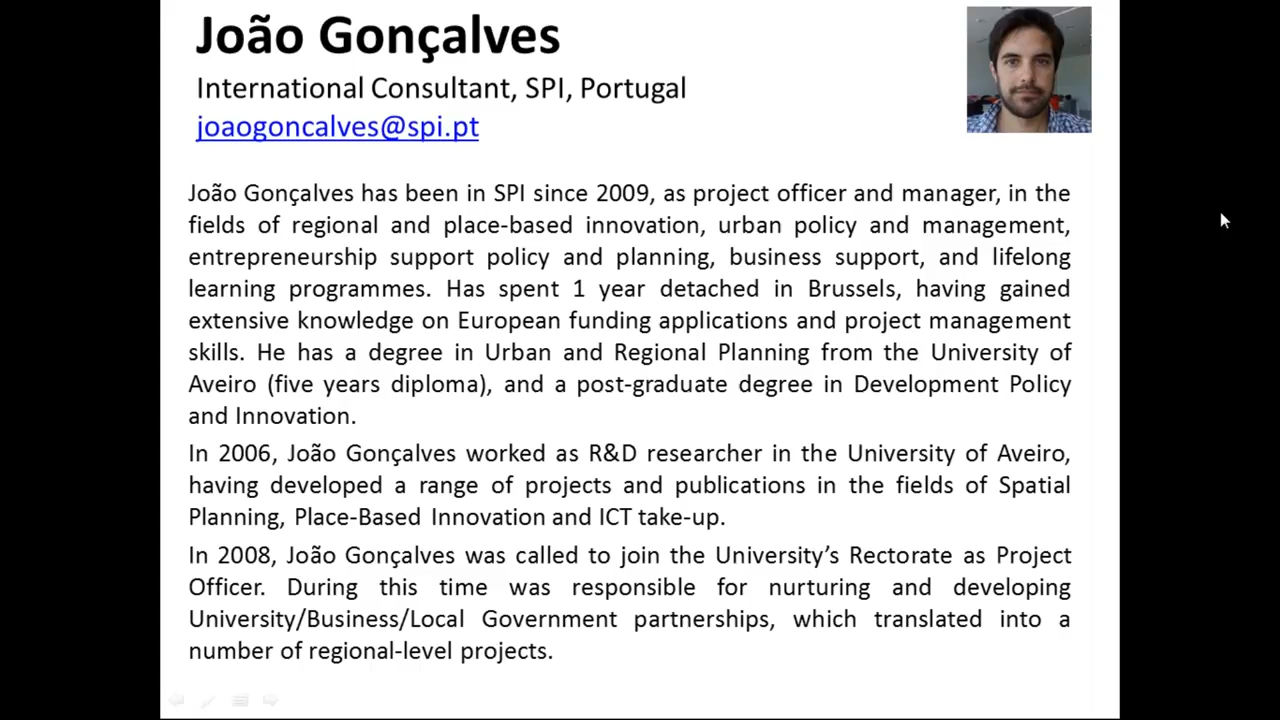 João Gonçalves
International Consultant, SPI, Portugal
joaogoncalves@spi.pt
João Gonçalves has been in SPI since 2009, as project officer and manager, in the
fields of regional and place-based innovation, urban policy and management,
entrepreneurship support policy and planning, business support, and lifelong
learning programmes. Has spent 1 year detached in Brussels, having gained
extensive knowledge on European funding applications and project management
skills. He has a degree in Urban and Regional Planning from the University of
Aveiro (five years diploma), and a post-graduate degree in Development Policy
and Innovation.
In 2006, João Gonçalves worked as R&D researcher in the University of Aveiro,
having developed a range of projects and publications in the fields of Spatial
Planning, Place-Based Innovation and ICT take-up.
In 2008, João Gonçalves was called to join the University’s Rectorate as Project
Officer. During this time was responsible for nurturing and developing
University/Business/Local Government partnerships, which translated into a
number of regional-level projects.